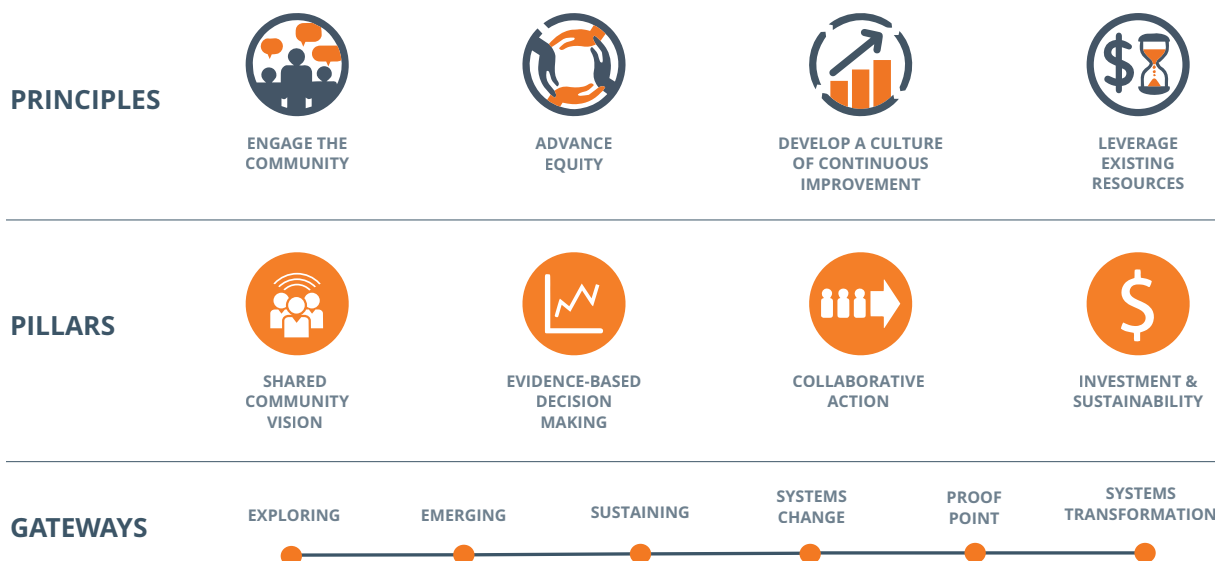 PRINCIPLES
ENGAGE THE
COMMUNITY
ADVANCE
EQUITY
DEVELOP A CULTURE
OF CONTINUOUS
IMPROVEMENT
LEVERAGE
EXISTING
RESOURCES
PILLARS
SHARED
COMMUNITY
VISION
EVIDENCE-BASED
DECISION
MAKING
COLLABORATIVE
ACTION
INVESTMENT &
SUSTAINABILITY
GATEWAYS
EXPLORING
EMERGING
SUSTAINING
SYSTEMS
CHANGE
PROOF
POINT
SYSTEMS
TRANSFORMATION